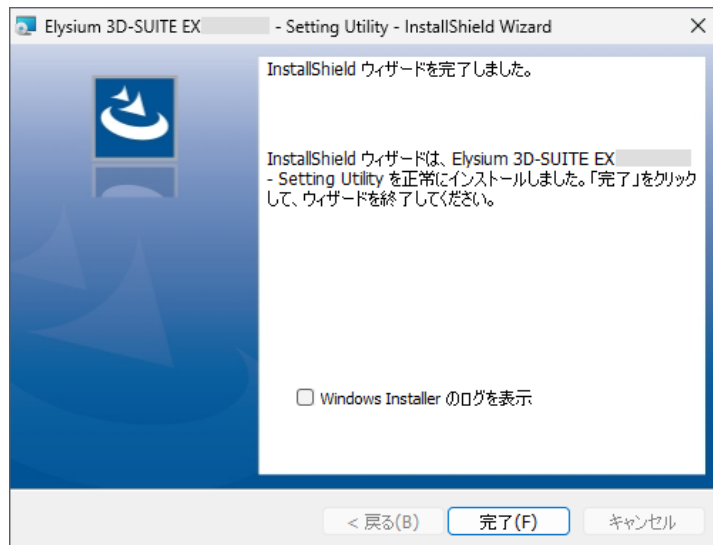 Elysium 3D-SUITE EX - Setting Utility - InstallShield Wizard
InstallShield ウィザードを完了しました。
InstallShield ウィザードは、Elysium 3D-SUITE EX
- Setting Utility を正常にインストールしました。「完了」をクリック
して、ウィザードを終了してください。
Windows Installer のログを表示
< 戻る(B)
完了(F)
キャンセル